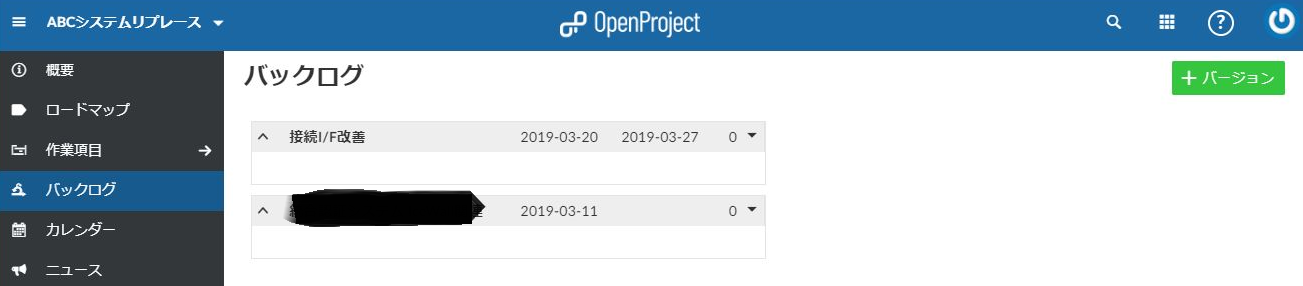 ABCシステムリプレース
OpenProject
?
概要
ロードマップ
作業項目
バックログ
カレンダー
ニュース
バックログ
+ バージョン
接続I/F改善 2019-03-20 2019-03-27 0
2019-03-11 0